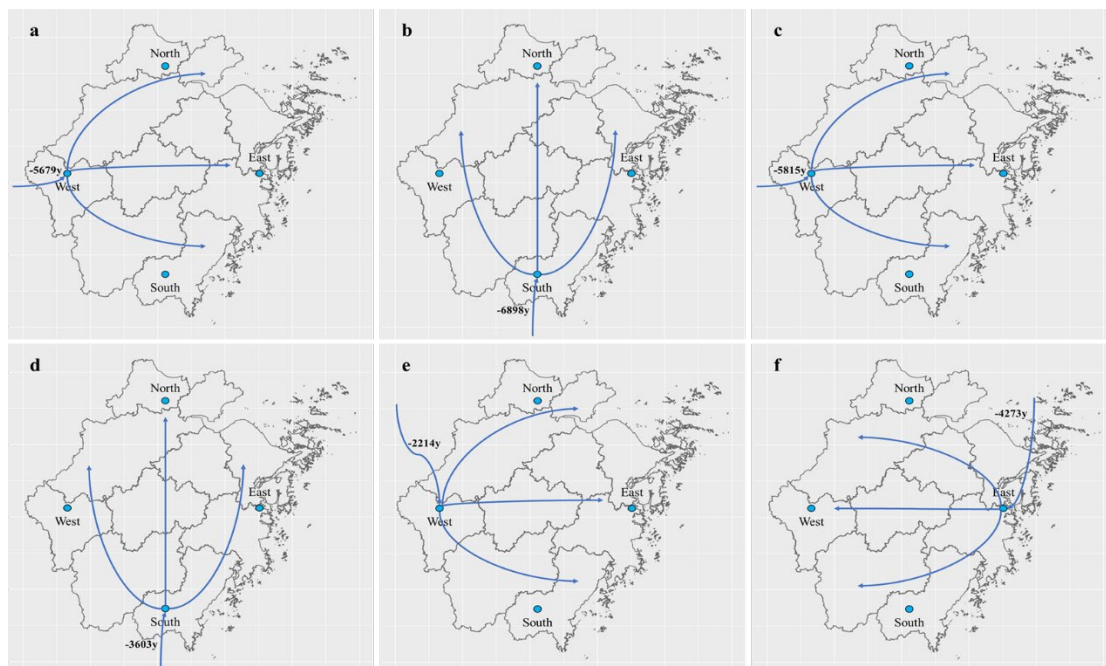 a
North
-5679y
West
East
South
b
North
West
East
South
-6898y
c
North
-5815y
West
East
South
d
North
West
East
South
-3603y
e
North
-2214y
West
East
South
f
North
-4273y
West
East
South